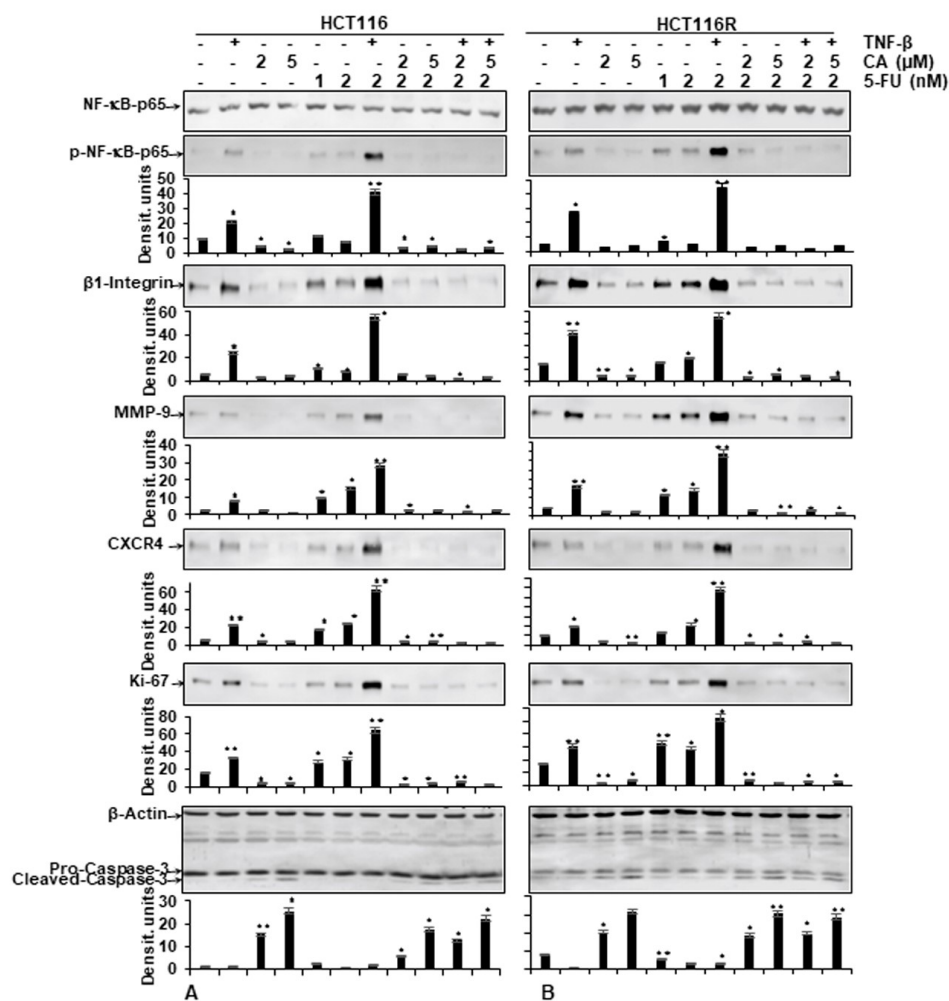 HCT116 HCT116R
- + - - - - + - - + + - + - - - - + - - + + TNF-β
- - 2 5 - - - 2 5 2 5 - - 2 5 - - - 2 5 2 5 CA (μM)
- - - - 1 2 2 2 2 2 2 - - - - 1 2 2 2 2 2 2 5-FU (nM)
NF-κB-p65
p-NF-κB-p65
Densit. units
50
40
30
20
10
0
* * * ** * * * * * **
β1-Integrin
Densit. units
60
40
20
0
* * * * * ** ** * * * * * *
MMP-9
Densit. units
40
30
20
10
0
* * * ** * * ** * * ** ** * *
CXCR4
Densit. units
60
40
20
0
** * * * ** * ** * ** * ** * * *
Ki-67
Densit. units
80
60
40
20
0
** * * * * ** * * ** ** ** * ** * * ** * *
β-Actin
Pro-Caspase-3
Cleaved-Caspase-3
Densit. units
30
20
10
0
** * * * * * * ** * * ** * **
A B